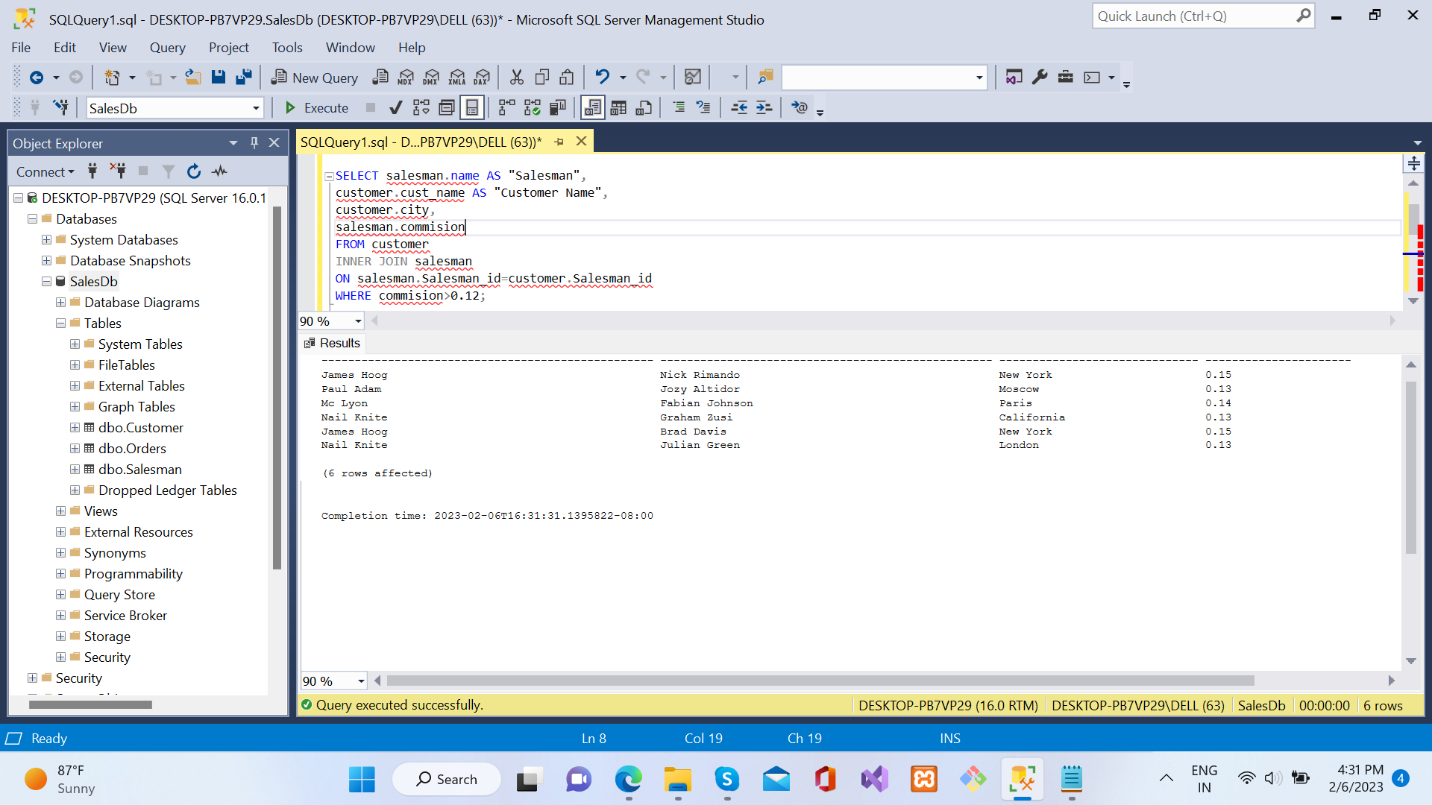 SQLQuery1.sql - DESKTOP-PB7VP29.SalesDb (DESKTOP-PB7VP29\DELL (63))* - Microsoft SQL Server Management Studio
Quick Launch (Ctrl+Q)
File Edit View Query Project Tools Window Help
New Query MDX DMX XMLA DAX
SalesDb Execute
Object Explorer
Connect
DESKTOP-PB7VP29 (SQL Server 16.0.1
Databases
System Databases
Database Snapshots
SalesDb
Database Diagrams
Tables
System Tables
FileTables
External Tables
Graph Tables
dbo.Customer
dbo.Orders
dbo.Salesman
Dropped Ledger Tables
Views
External Resources
Synonyms
Programmability
Query Store
Service Broker
Storage
Security
Security
SQLQuery1.sql - D...PB7VP29\DELL (63))*
SELECT salesman.name AS "Salesman",
customer.cust_name AS "Customer Name",
customer.city,
salesman.commision
FROM customer
INNER JOIN salesman
ON salesman.Salesman_id=customer.Salesman_id
WHERE commision>0.12;
90 %
Results
James Hoog Nick Rimando New York 0.15
Paul Adam Jozy Altidor Moscow 0.13
Mc Lyon Fabian Johnson Paris 0.14
Nail Knite Graham Zusi California 0.13
James Hoog Brad Davis New York 0.15
Nail Knite Julian Green London 0.13
(6 rows affected)
Completion time: 2023-02-06T16:31:31.1395822-08:00
90 %
Query executed successfully. DESKTOP-PB7VP29 (16.0 RTM) DESKTOP-PB7VP29\DELL (63) SalesDb 00:00:00 6 rows
Ready Ln 8 Col 19 Ch 19 INS
87°F
Sunny
Search
ENG
IN
4:31 PM
2/6/2023
4